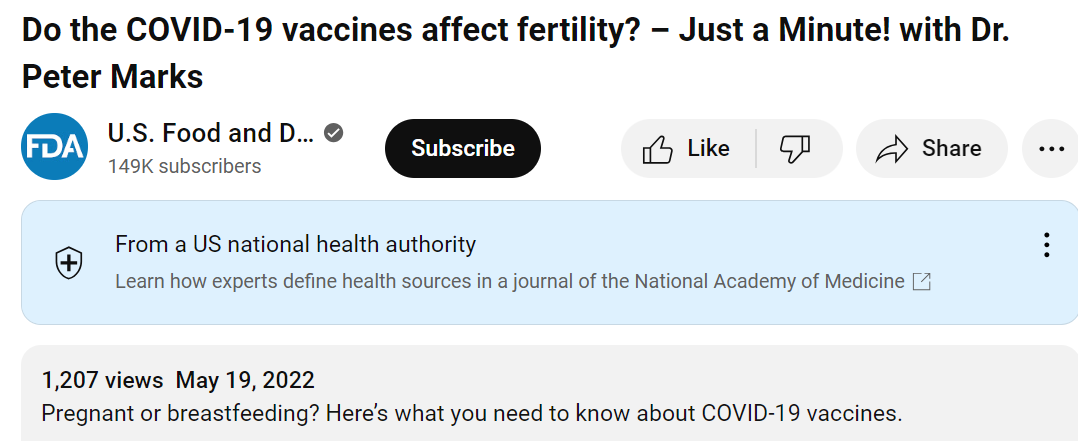 Do the COVID-19 vaccines affect fertility? – Just a Minute! with Dr.
Peter Marks
FDA
U.S. Food and D...
149K subscribers
Subscribe
Like
Share
From a US national health authority
Learn how experts define health sources in a journal of the National Academy of Medicine
1,207 views May 19, 2022
Pregnant or breastfeeding? Here’s what you need to know about COVID-19 vaccines.